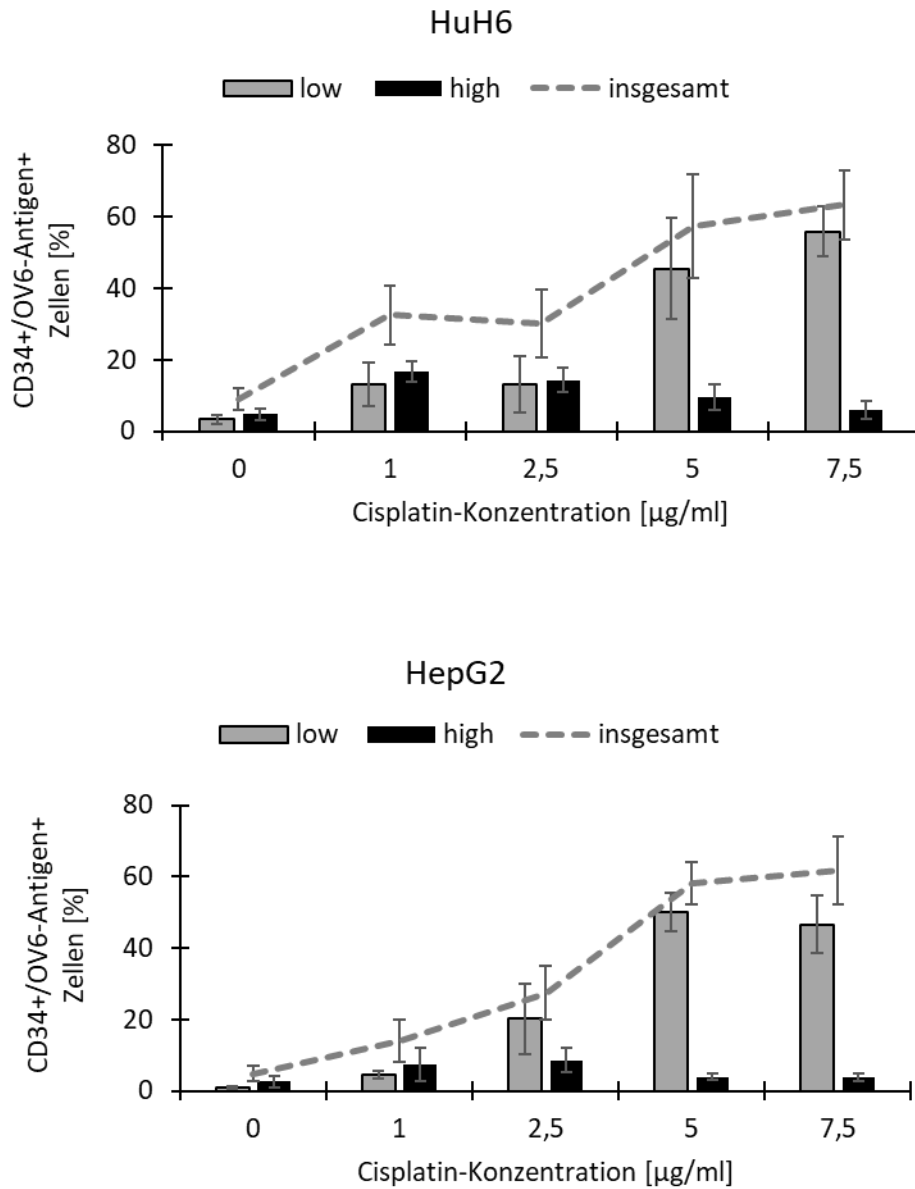 HuH6
low high insgesamt
CD34+/OV6-Antigen+
Zellen [%]
80
60
40
20
0
0 1 2,5 5 7,5
Cisplatin-Konzentration [µg/ml]
HepG2
low high insgesamt
CD34+/OV6-Antigen+
Zellen [%]
80
60
40
20
0
0 1 2,5 5 7,5
Cisplatin-Konzentration [µg/ml]